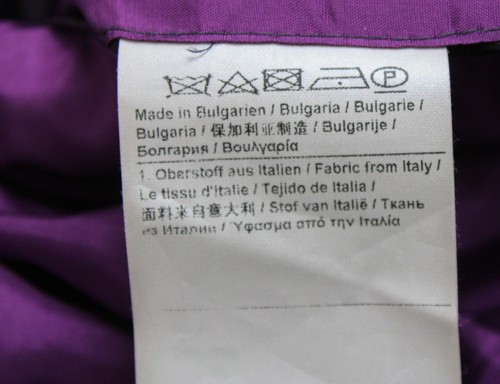 P
Made in Bulgarien / Bulgaria / Bulgarie /
Bulgaria / 保加利亚制造 / Bulgarije /
Болгария / Βουλγαρία
1. Oberstoff aus Italien / Fabric from Italy /
Le tissu d'Italie / Tejido de Italia /
面料来自意大利 / Stof van Italië / Ткань
из Италии / Ύφασμα από την Ιταλία